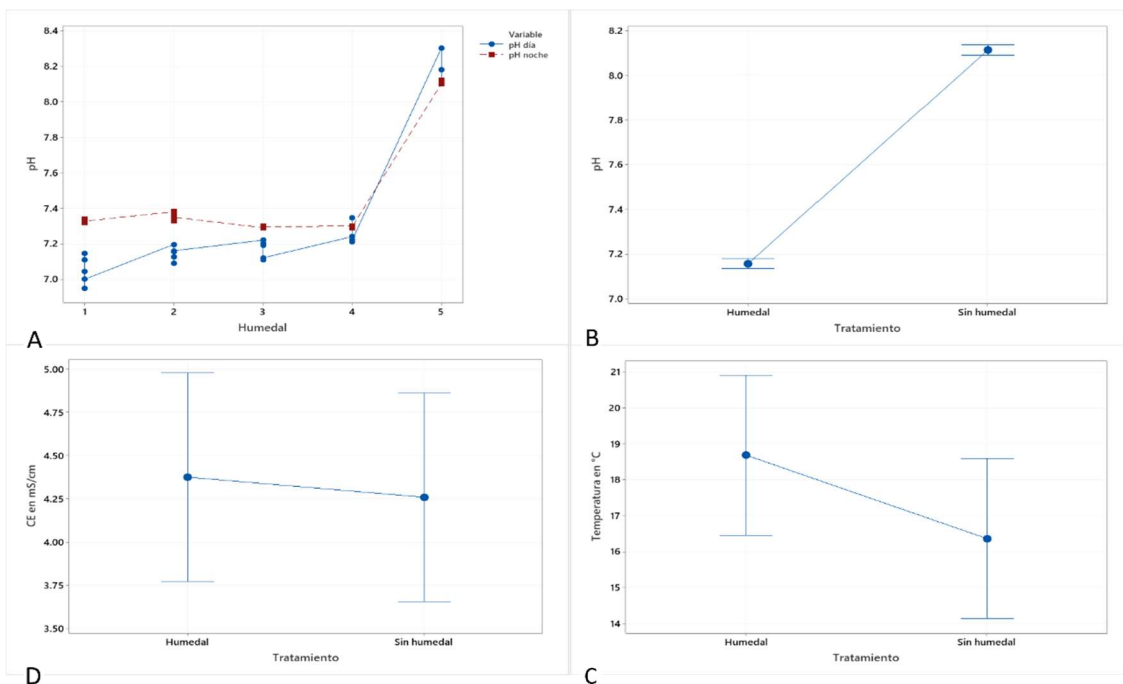 8.4
8.2
8.0
7.8
7.6
7.4
7.2
7.0
pH
1 2 3 4 5
Humedal
Variable
pH día
pH noche
A
8.2
8.0
7.8
7.6
7.4
7.2
7.0
pH
Humedal Sin humedal
Tratamiento
B
5.00
4.75
4.50
4.25
4.00
3.75
3.50
CE en mS/cm
Humedal Sin humedal
Tratamiento
D
21
20
19
18
17
16
15
14
Temperatura en °C
Humedal Sin humedal
Tratamiento
C